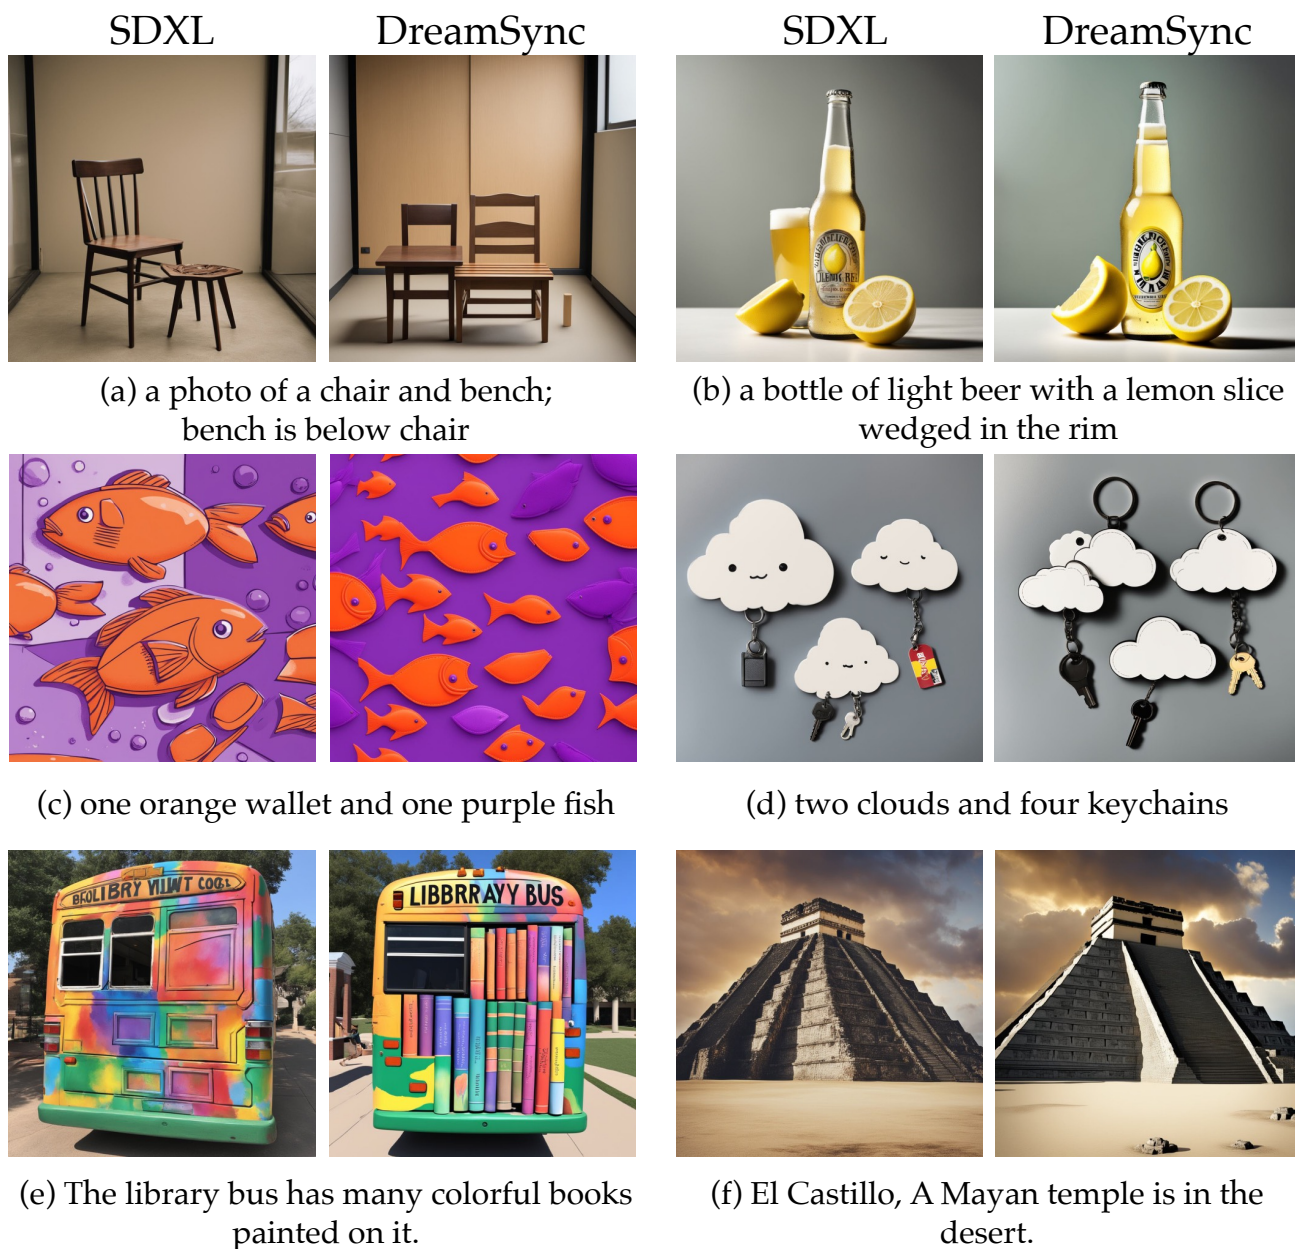 SDXL
DreamSync
SDXL
DreamSync
(a) a photo of a chair and bench;
bench is below chair
(b) a bottle of light beer with a lemon slice
wedged in the rim
(c) one orange wallet and one purple fish
(d) two clouds and four keychains
LIBBRRAYY BUS
(e) The library bus has many colorful books
painted on it.
(f) El Castillo, A Mayan temple is in the
desert.